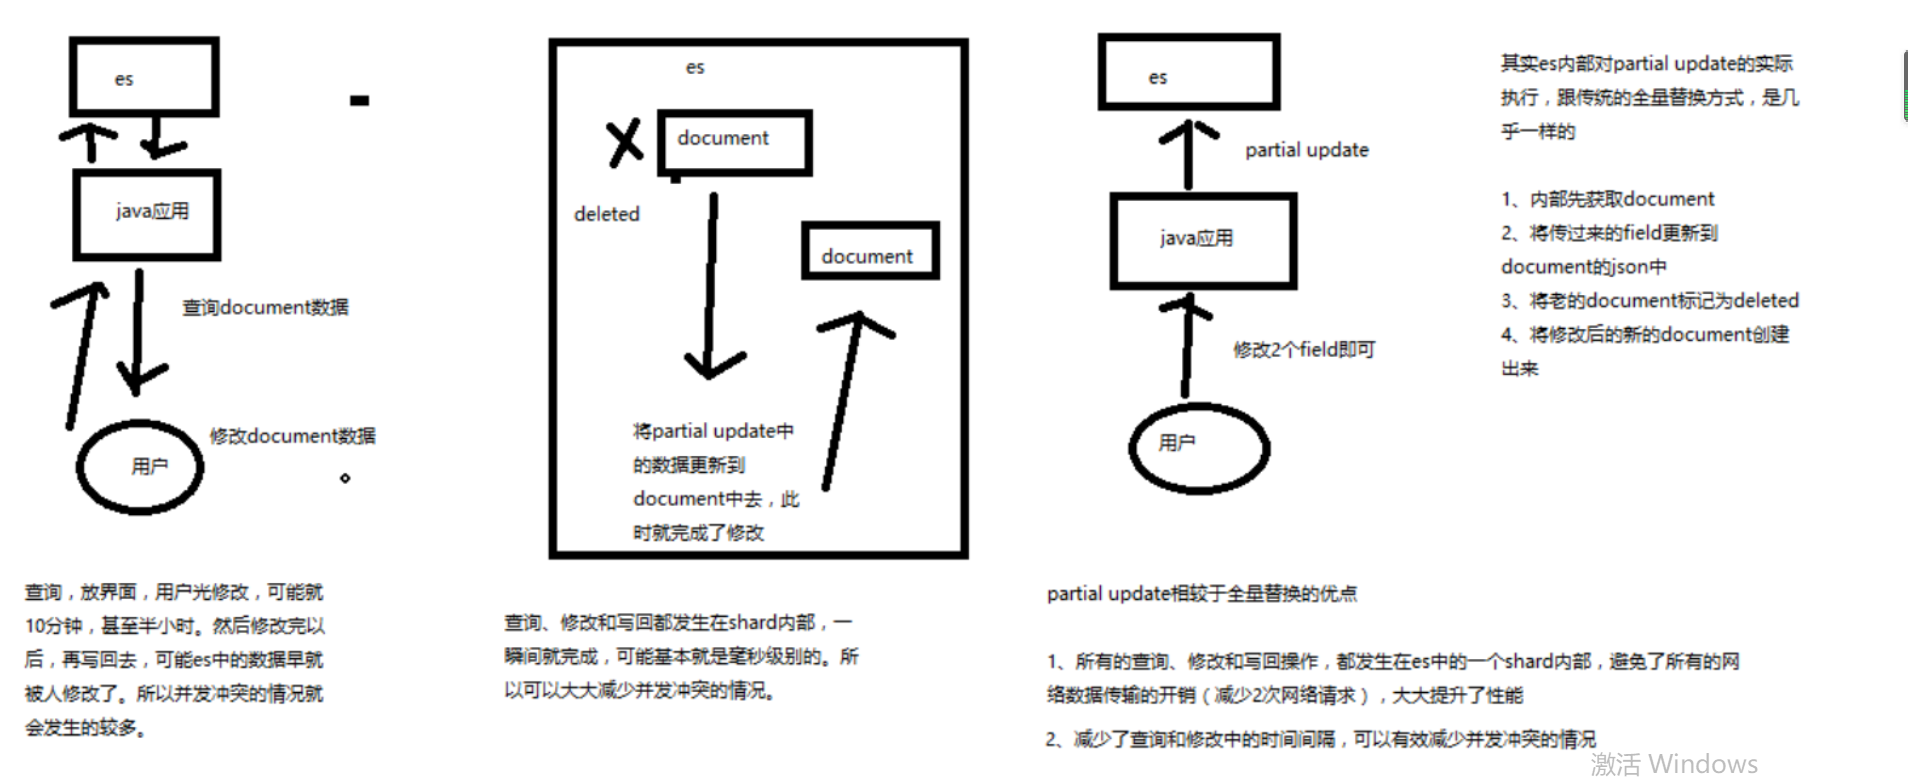 es
java应用
查询document数据
修改document数据
用户
查询，放界面，用户光修改，可能就
10分钟，甚至半小时。然后修改完以
后，再写回去，可能es中的数据早就
被人修改了。所以并发冲突的情况就
会发生的较多。
es
document
deleted
document
将partial update中
的数据更新到
document中去，此
时就完成了修改
查询、修改和写回都发生在shard内部，一
瞬间就完成，可能基本就是毫秒级别的。所
以可以大大减少并发冲突的情况。
es
partial update
java应用
修改2个field即可
用户
其实es内部对partial update的实际
执行，跟传统的全量替换方式，是几
乎一样的
1、内部先获取document
2、将传过来的field更新到
document的json中
3、将老的document标记为deleted
4、将修改后的新的document创建
出来
partial update相较于全量替换的优点
1、所有的查询、修改和写回操作，都发生在es中的一个shard内部，避免了所有的网
络数据传输的开销（减少2次网络请求），大大提升了性能
2、减少了查询和修改中的时间间隔，可以有效减少并发冲突的情况
激活 Windows